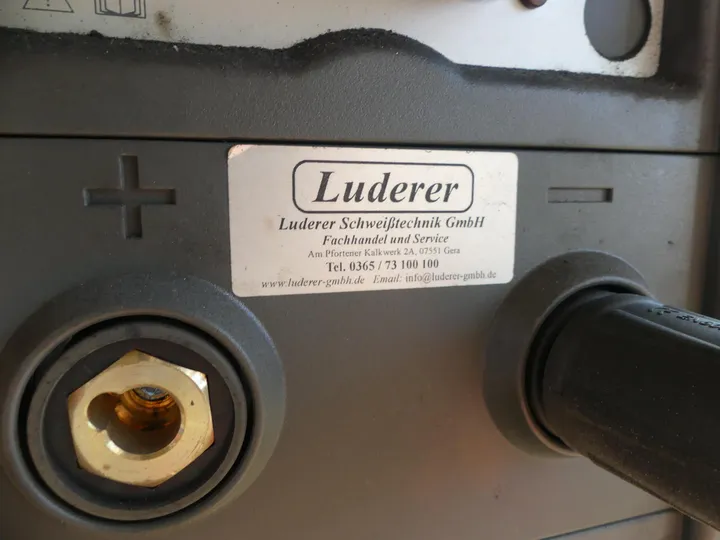 Luderer
Luderer Schweißtechnik GmbH
Fachhandel und Service
Am Pfortener Kalkwerk 2A, 07551 Gera
Tel. 0365 / 73 100 100
www.luderer-gmbh.de Email: info@luderer-gmbh.de